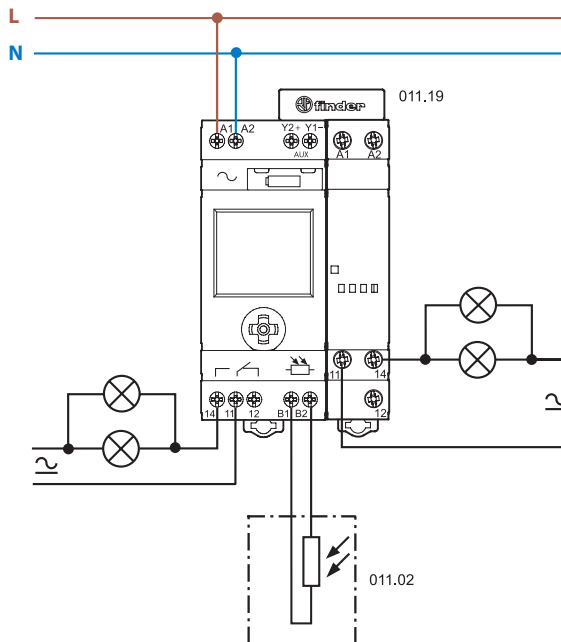 L
N
finder
011.19
A1 A2 Y2+ Y1−
AUX
A1 A2
11 14
12
14 11 12 B1 B2
011.02